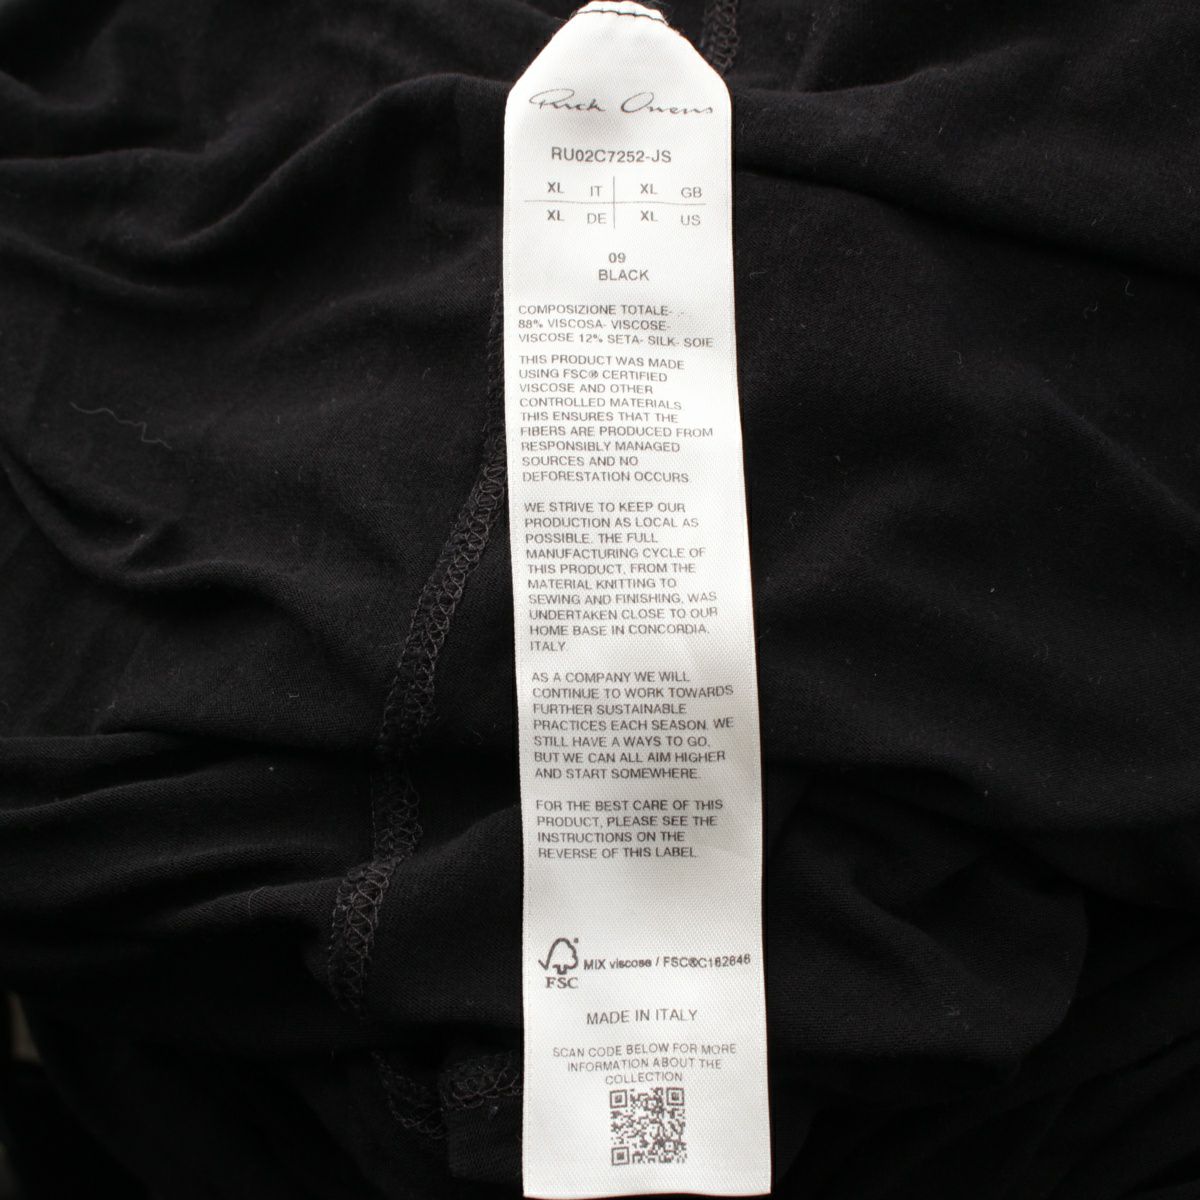 Rick Owens
RU02C7252-JS
XL IT XL GB
XL DE XL US
09
BLACK
COMPOSIZIONE TOTALE-
88% VISCOSA- VISCOSE-
VISCOSE 12% SETA- SILK- SOIE
THIS PRODUCT WAS MADE
USING FSC® CERTIFIED
VISCOSE AND OTHER
CONTROLLED MATERIALS
THIS ENSURES THAT THE
FIBERS ARE PRODUCED FROM
RESPONSIBLY MANAGED
SOURCES AND NO
DEFORESTATION OCCURS.
WE STRIVE TO KEEP OUR
PRODUCTION AS LOCAL AS
POSSIBLE. THE FULL
MANUFACTURING CYCLE OF
THIS PRODUCT, FROM THE
MATERIAL KNITTING TO
SEWING AND FINISHING, WAS
UNDERTAKEN CLOSE TO OUR
HOME BASE IN CONCORDIA,
ITALY.
AS A COMPANY WE WILL
CONTINUE TO WORK TOWARDS
FURTHER SUSTAINABLE
PRACTICES EACH SEASON. WE
STILL HAVE A WAYS TO GO,
BUT WE CAN ALL AIM HIGHER
AND START SOMEWHERE.
FOR THE BEST CARE OF THIS
PRODUCT, PLEASE SEE THE
INSTRUCTIONS ON THE
REVERSE OF THIS LABEL.
FSC MIX viscose / FSC®C162646
MADE IN ITALY
SCAN CODE BELOW FOR MORE
INFORMATION ABOUT THE
COLLECTION